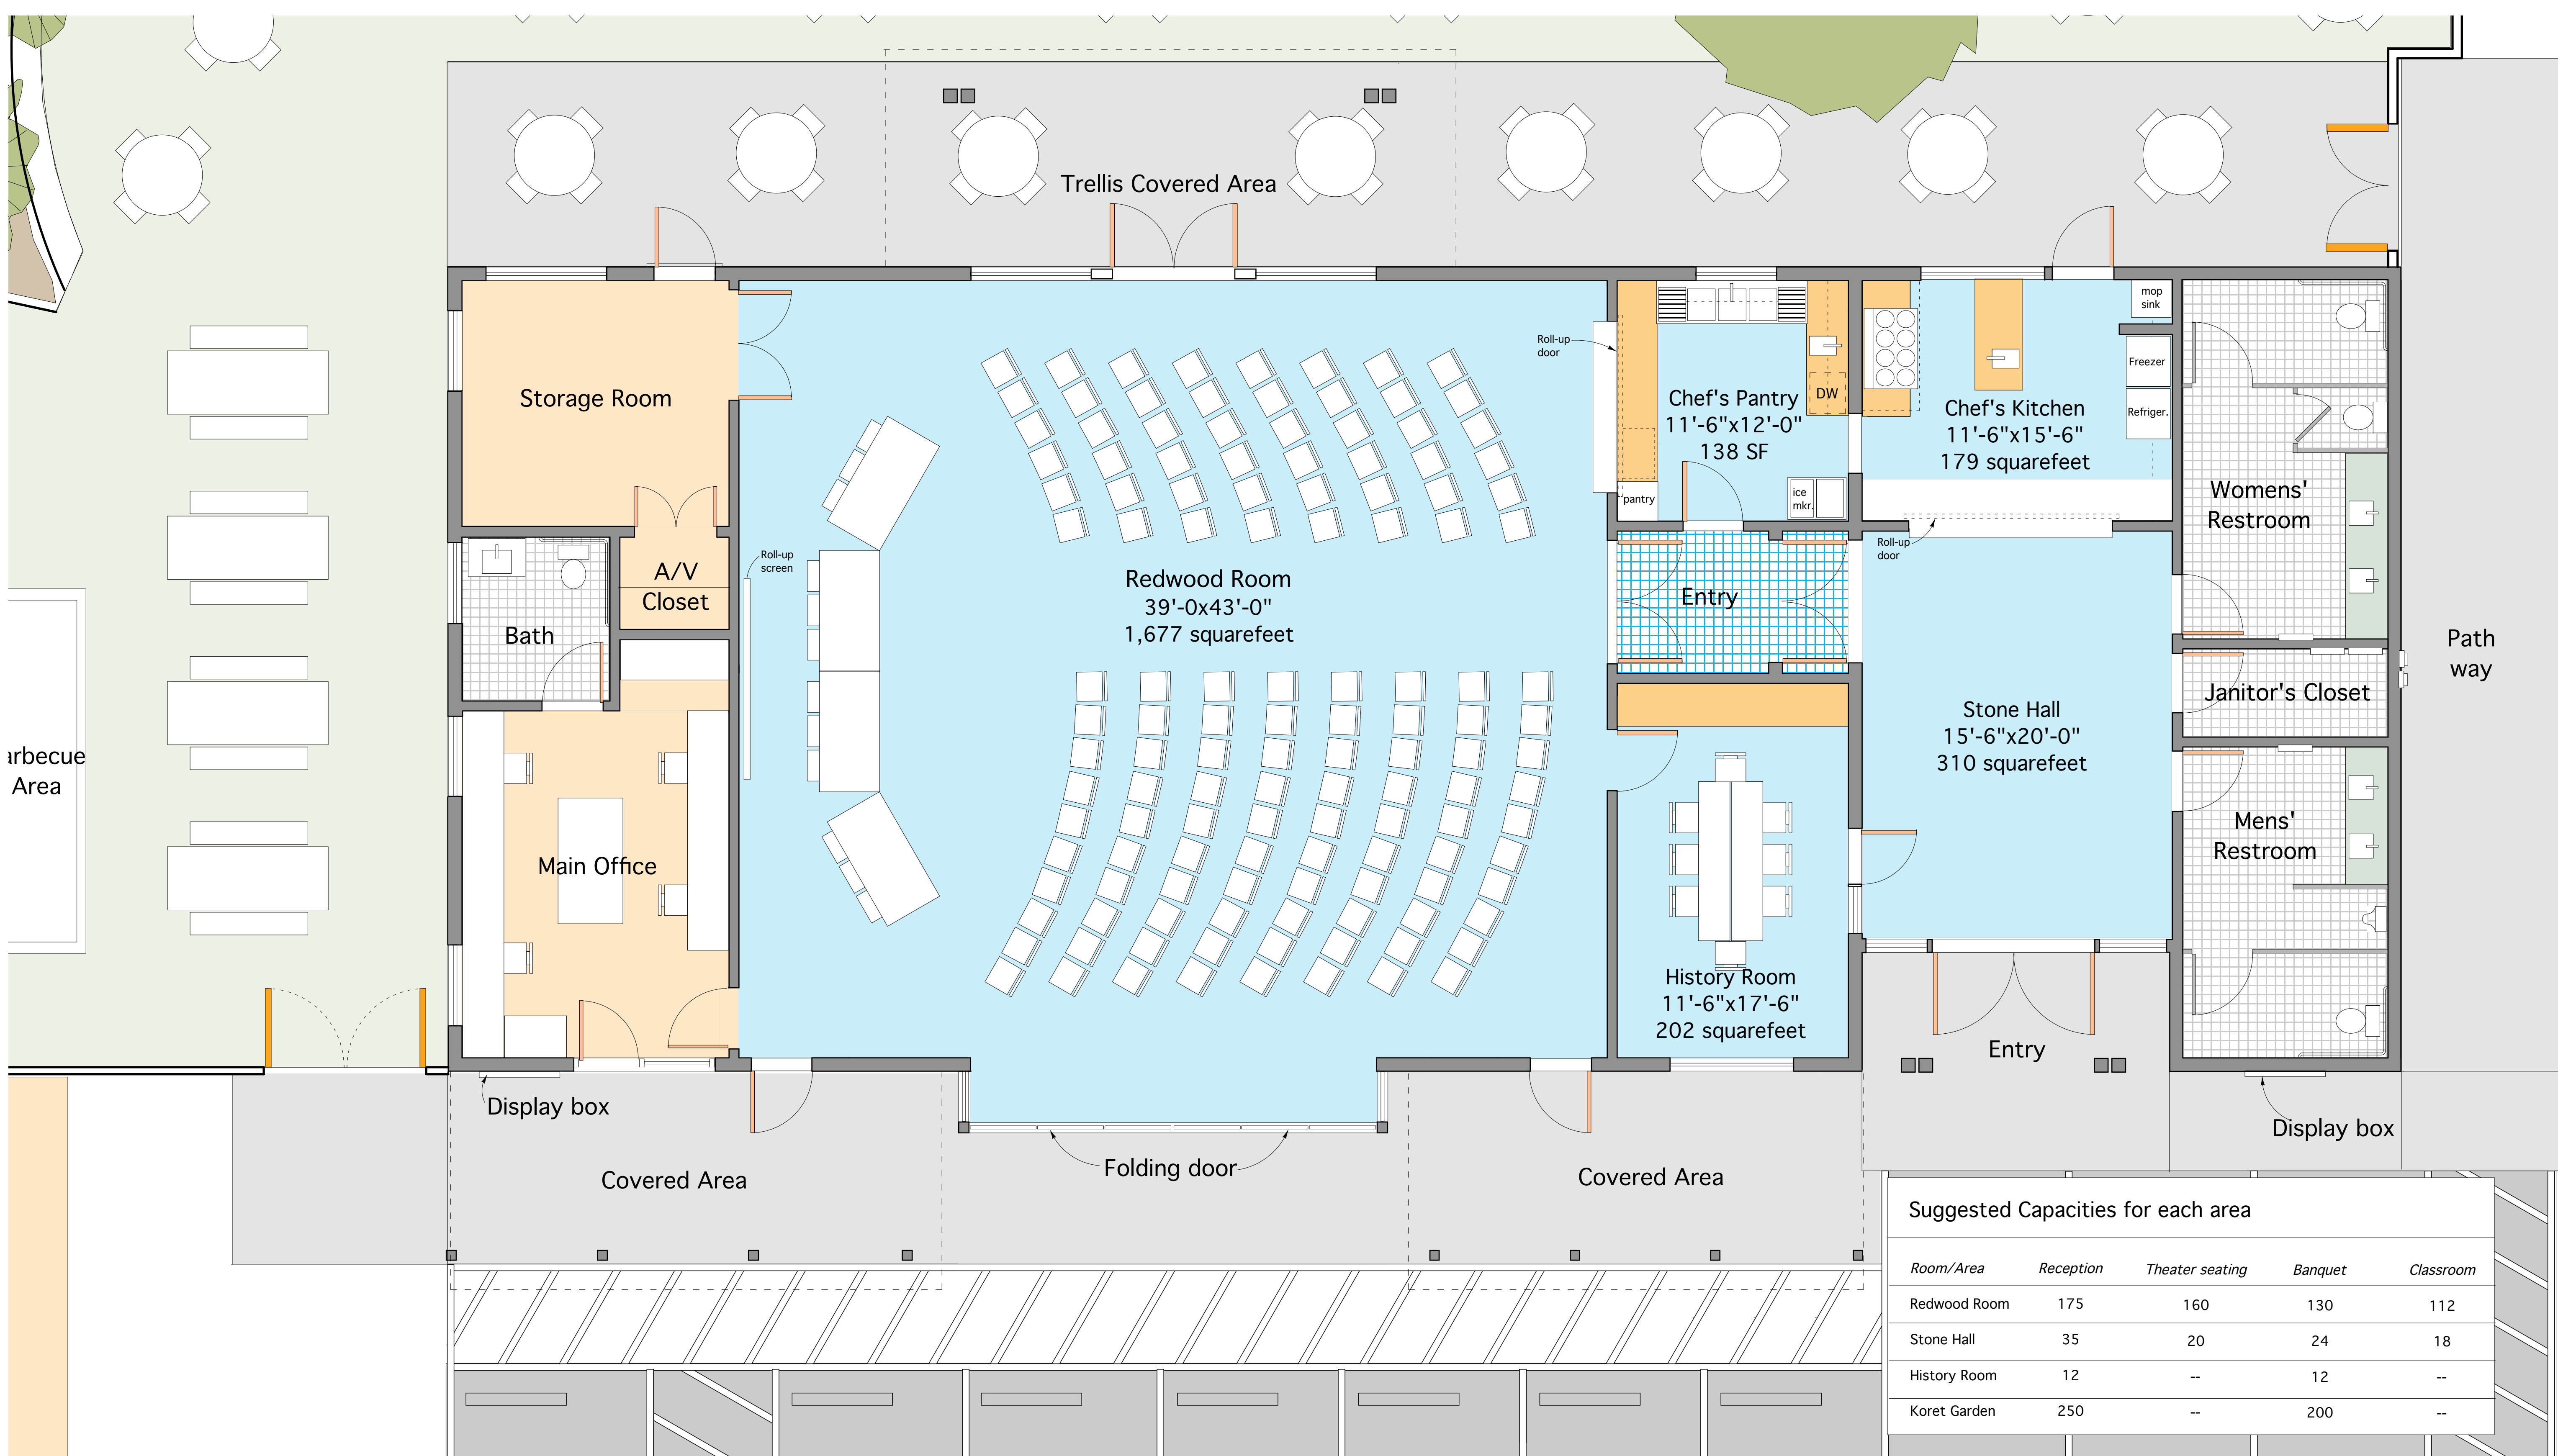 Trellis Covered Area
Storage Room
A/V
Closet
Bath
Main Office
Roll-up
screen
Redwood Room
39'-0x43'-0"
1,677 squarefeet
Roll-up
door
Chef's Pantry
11'-6"x12'-0"
138 SF
DW
pantry
ice
mkr.
Chef's Kitchen
11'-6"x15'-6"
179 squarefeet
mop
sink
Freezer
Refriger.
Roll-up
door
Entry
Womens'
Restroom
Janitor's Closet
Stone Hall
15'-6"x20'-0"
310 squarefeet
Mens'
Restroom
Path
way
arbecue
Area
History Room
11'-6"x17'-6"
202 squarefeet
Entry
Display box
Display box
Folding door
Covered Area
Covered Area
Suggested Capacities for each area
Room/Area Reception Theater seating Banquet Classroom
Redwood Room 175 160 130 112
Stone Hall 35 20 24 18
History Room 12 -- 12 --
Koret Garden 250 -- 200 --